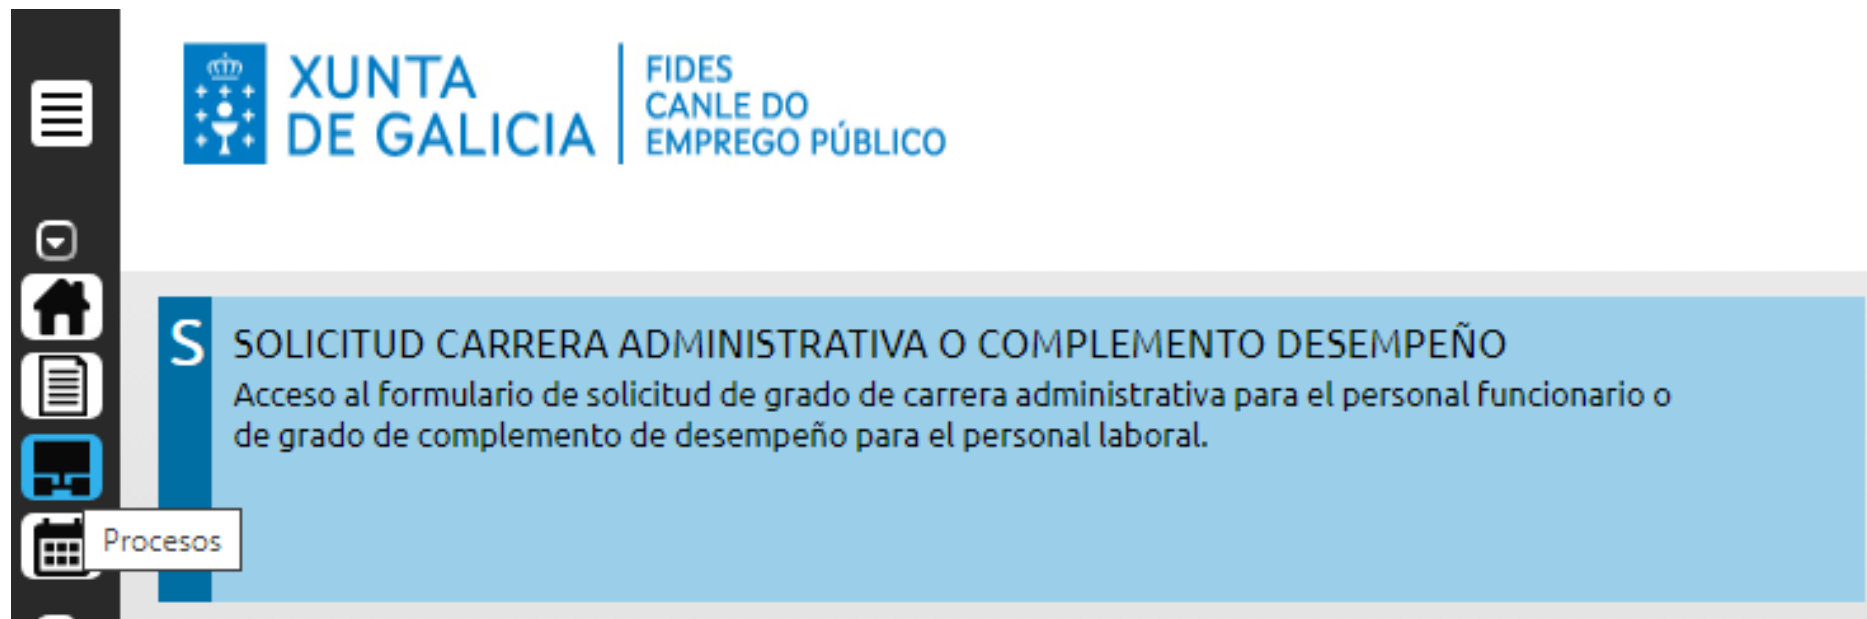 XUNTA
DE GALICIA
FIDES
CANLE DO
EMPREGO PÚBLICO
S
SOLICITUD CARRERA ADMINISTRATIVA O COMPLEMENTO DESEMPEÑO
Acceso al formulario de solicitud de grado de carrera administrativa para el personal funcionario o
de grado de complemento de desempeño para el personal laboral.
Procesos